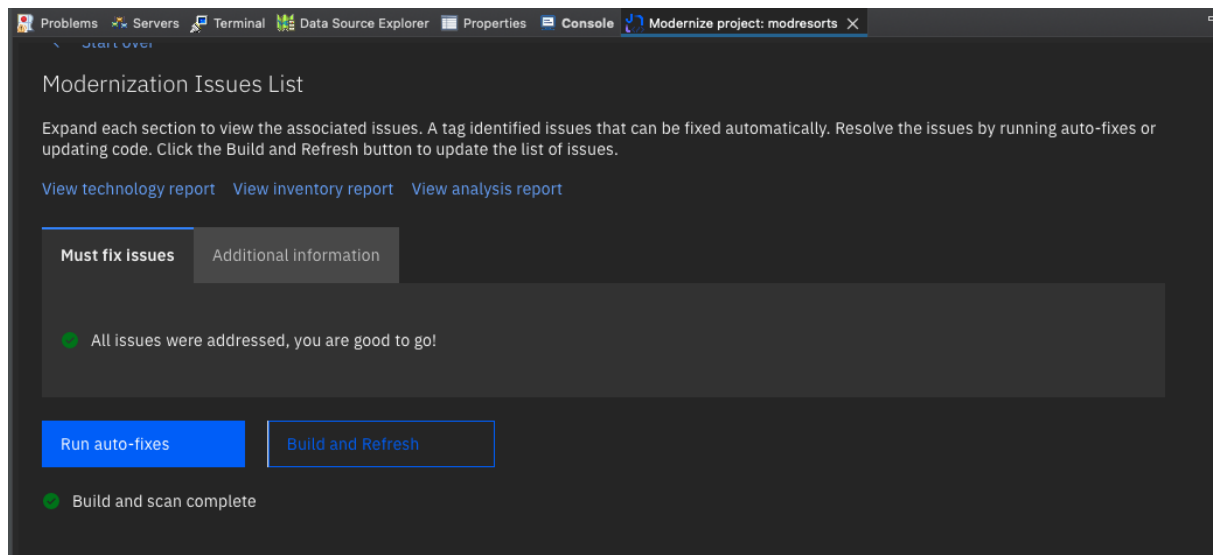 Problems Servers Terminal Data Source Explorer Properties Console Modernize project: modresorts
Start over
Modernization Issues List
Expand each section to view the associated issues. A tag identified issues that can be fixed automatically. Resolve the issues by running auto-fixes or
updating code. Click the Build and Refresh button to update the list of issues.
View technology report View inventory report View analysis report
Must fix issues Additional information
All issues were addressed, you are good to go!
Run auto-fixes Build and Refresh
Build and scan complete